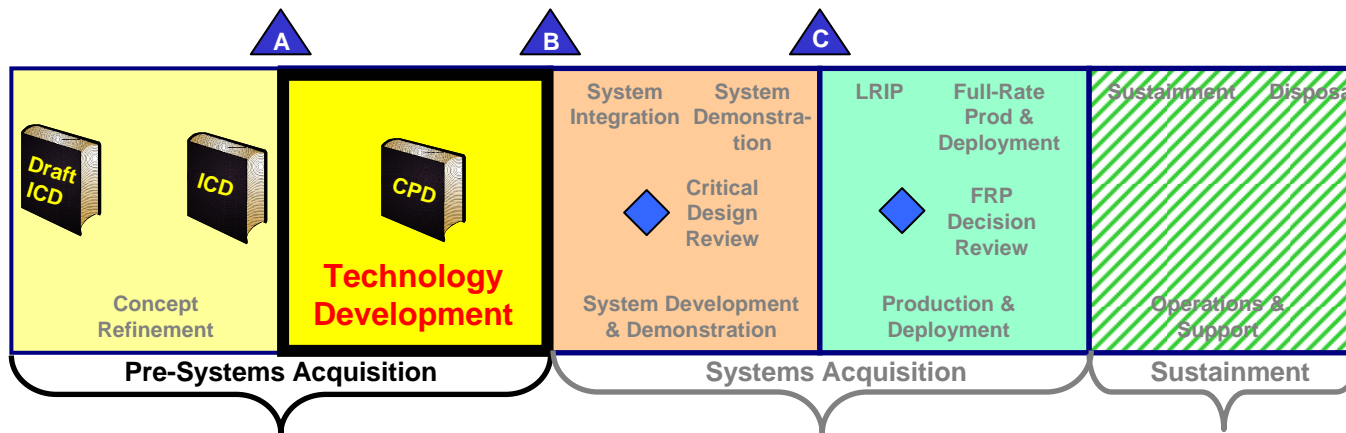 A
B
C
Draft
ICD
ICD
Concept
Refinement
CPD
Technology
Development
System
Integration
System
Demonstra-
tion
Critical
Design
Review
System Development
& Demonstration
LRIP
Full-Rate
Prod &
Deployment
FRP
Decision
Review
Production &
Deployment
Sustainment
Disposa
Operations &
Support
Pre-Systems Acquisition
Systems Acquisition
Sustainment